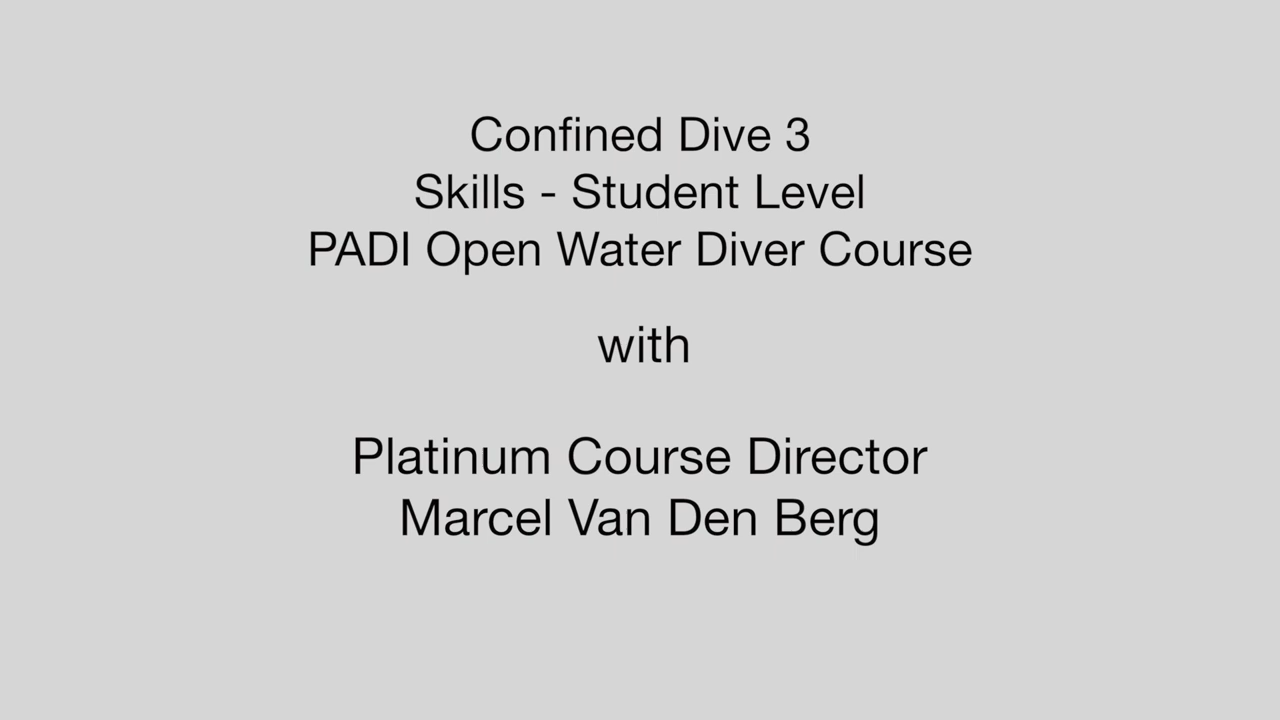 Confined Dive 3
Skills - Student Level
PADI Open Water Diver Course
with
Platinum Course Director
Marcel Van Den Berg